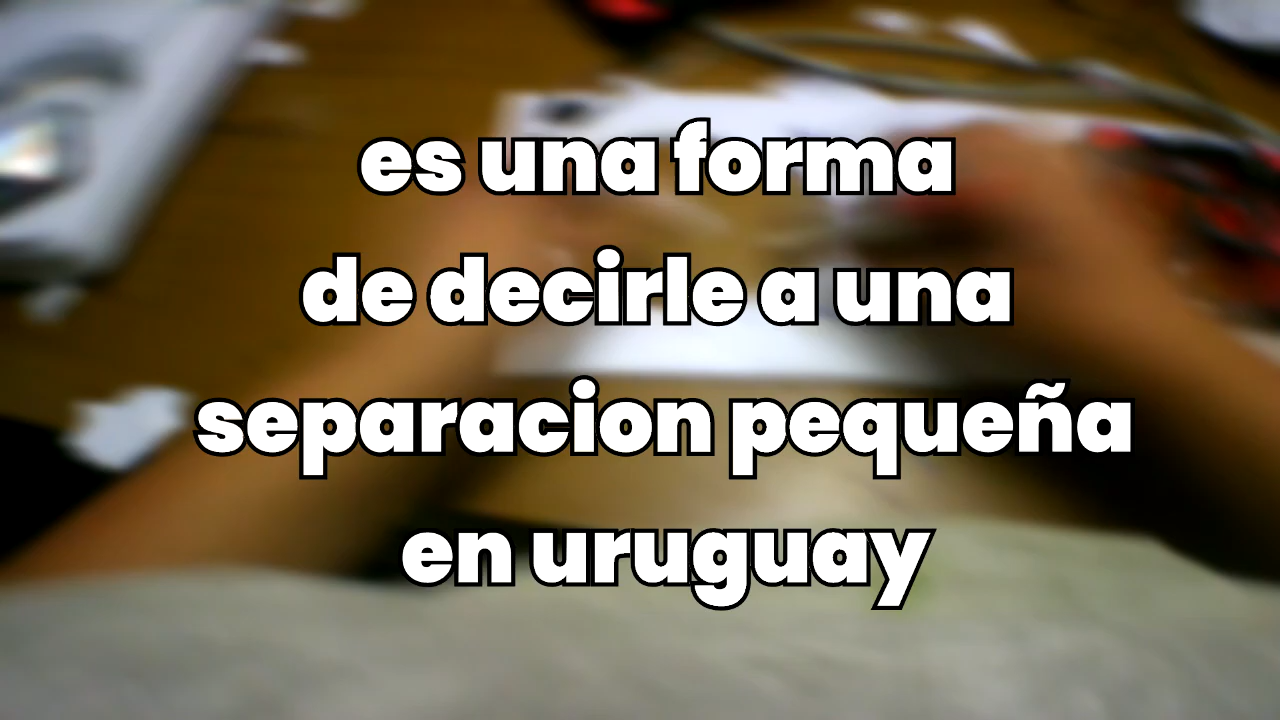 es una forma
de decirle a una
separacion pequeña
en uruguay